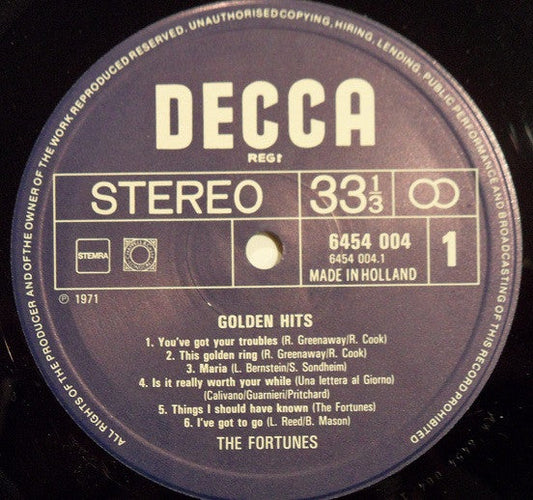 ALL RIGHTS OF THE PRODUCER AND OF THE OWNER OF THE WORK REPRODUCED RESERVED. UNAUTHORISED COPYING, HIRING, LENDING, PUBLIC PERFORMANCE AND BROADCASTING OF THIS RECORD PROHIBITED
DECCA
REGT
STEREO 33 1/3
STEMRA
6454 004
6454 004.1
MADE IN HOLLAND
1
℗ 1971
GOLDEN HITS
1. You've got your troubles (R. Greenaway/R. Cook)
2. This golden ring (R. Greenaway/R. Cook)
3. Maria (L. Bernstein/S. Sondheim)
4. Is it really worth your while (Una lettera al Giorno)
(Calivano/Guarnieri/Pritchard)
5. Things I should have known (The Fortunes)
6. I've got to go (L. Reed/B. Mason)
THE FORTUNES